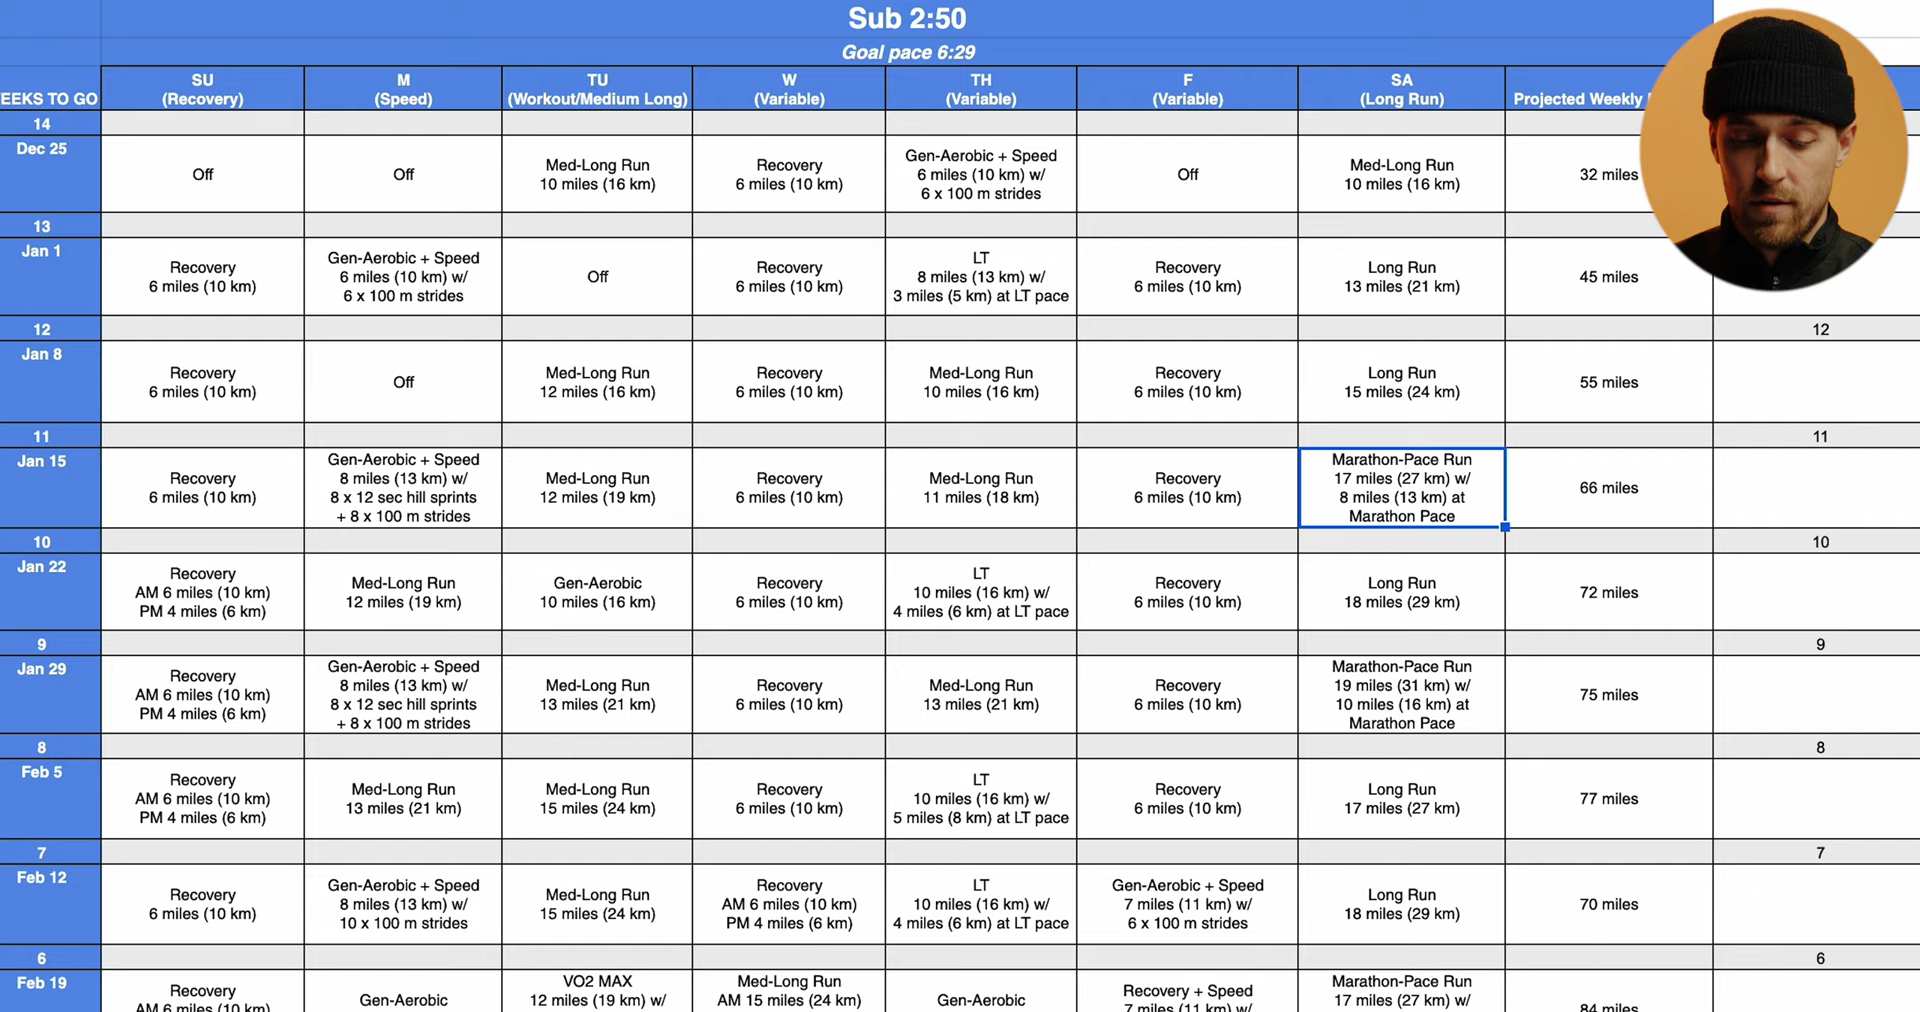 Sub 2:50
Goal pace 6:29
EEKS TO GO
SU
(Recovery)
M
(Speed)
TU
(Workout/Medium Long)
W
(Variable)
TH
(Variable)
F
(Variable)
SA
(Long Run)
Projected Weekly
14
Dec 25
Off
Off
Med-Long Run
10 miles (16 km)
Recovery
6 miles (10 km)
Gen-Aerobic + Speed
6 miles (10 km) w/
6 x 100 m strides
Off
Med-Long Run
10 miles (16 km)
32 miles
13
Jan 1
Recovery
6 miles (10 km)
Gen-Aerobic + Speed
6 miles (10 km) w/
6 x 100 m strides
Off
Recovery
6 miles (10 km)
LT
8 miles (13 km) w/
3 miles (5 km) at LT pace
Recovery
6 miles (10 km)
Long Run
13 miles (21 km)
45 miles
12
12
Jan 8
Recovery
6 miles (10 km)
Off
Med-Long Run
12 miles (16 km)
Recovery
6 miles (10 km)
Med-Long Run
10 miles (16 km)
Recovery
6 miles (10 km)
Long Run
15 miles (24 km)
55 miles
11
11
Jan 15
Recovery
6 miles (10 km)
Gen-Aerobic + Speed
8 miles (13 km) w/
8 x 12 sec hill sprints
+ 8 x 100 m strides
Med-Long Run
12 miles (19 km)
Recovery
6 miles (10 km)
Med-Long Run
11 miles (18 km)
Recovery
6 miles (10 km)
Marathon-Pace Run
17 miles (27 km) w/
8 miles (13 km) at
Marathon Pace
66 miles
10
10
Jan 22
Recovery
AM 6 miles (10 km)
PM 4 miles (6 km)
Med-Long Run
12 miles (19 km)
Gen-Aerobic
10 miles (16 km)
Recovery
6 miles (10 km)
LT
10 miles (16 km) w/
4 miles (6 km) at LT pace
Recovery
6 miles (10 km)
Long Run
18 miles (29 km)
72 miles
9
9
Jan 29
Recovery
AM 6 miles (10 km)
PM 4 miles (6 km)
Gen-Aerobic + Speed
8 miles (13 km) w/
8 x 12 sec hill sprints
+ 8 x 100 m strides
Med-Long Run
13 miles (21 km)
Recovery
6 miles (10 km)
Med-Long Run
13 miles (21 km)
Recovery
6 miles (10 km)
Marathon-Pace Run
19 miles (31 km) w/
10 miles (16 km) at
Marathon Pace
75 miles
8
8
Feb 5
Recovery
AM 6 miles (10 km)
PM 4 miles (6 km)
Med-Long Run
13 miles (21 km)
Med-Long Run
15 miles (24 km)
Recovery
6 miles (10 km)
LT
10 miles (16 km) w/
5 miles (8 km) at LT pace
Recovery
6 miles (10 km)
Long Run
17 miles (27 km)
77 miles
7
7
Feb 12
Recovery
6 miles (10 km)
Gen-Aerobic + Speed
8 miles (13 km) w/
10 x 100 m strides
Med-Long Run
15 miles (24 km)
Recovery
AM 6 miles (10 km)
PM 4 miles (6 km)
LT
10 miles (16 km) w/
4 miles (6 km) at LT pace
Gen-Aerobic + Speed
7 miles (11 km) w/
6 x 100 m strides
Long Run
18 miles (29 km)
70 miles
6
6
Feb 19
Recovery
AM 6 miles (10 km)
Gen-Aerobic
VO2 MAX
12 miles (19 km) w/
Med-Long Run
AM 15 miles (24 km)
Gen-Aerobic
Recovery + Speed
7 miles (11 km) w/
Marathon-Pace Run
17 miles (27 km) w/
84 miles